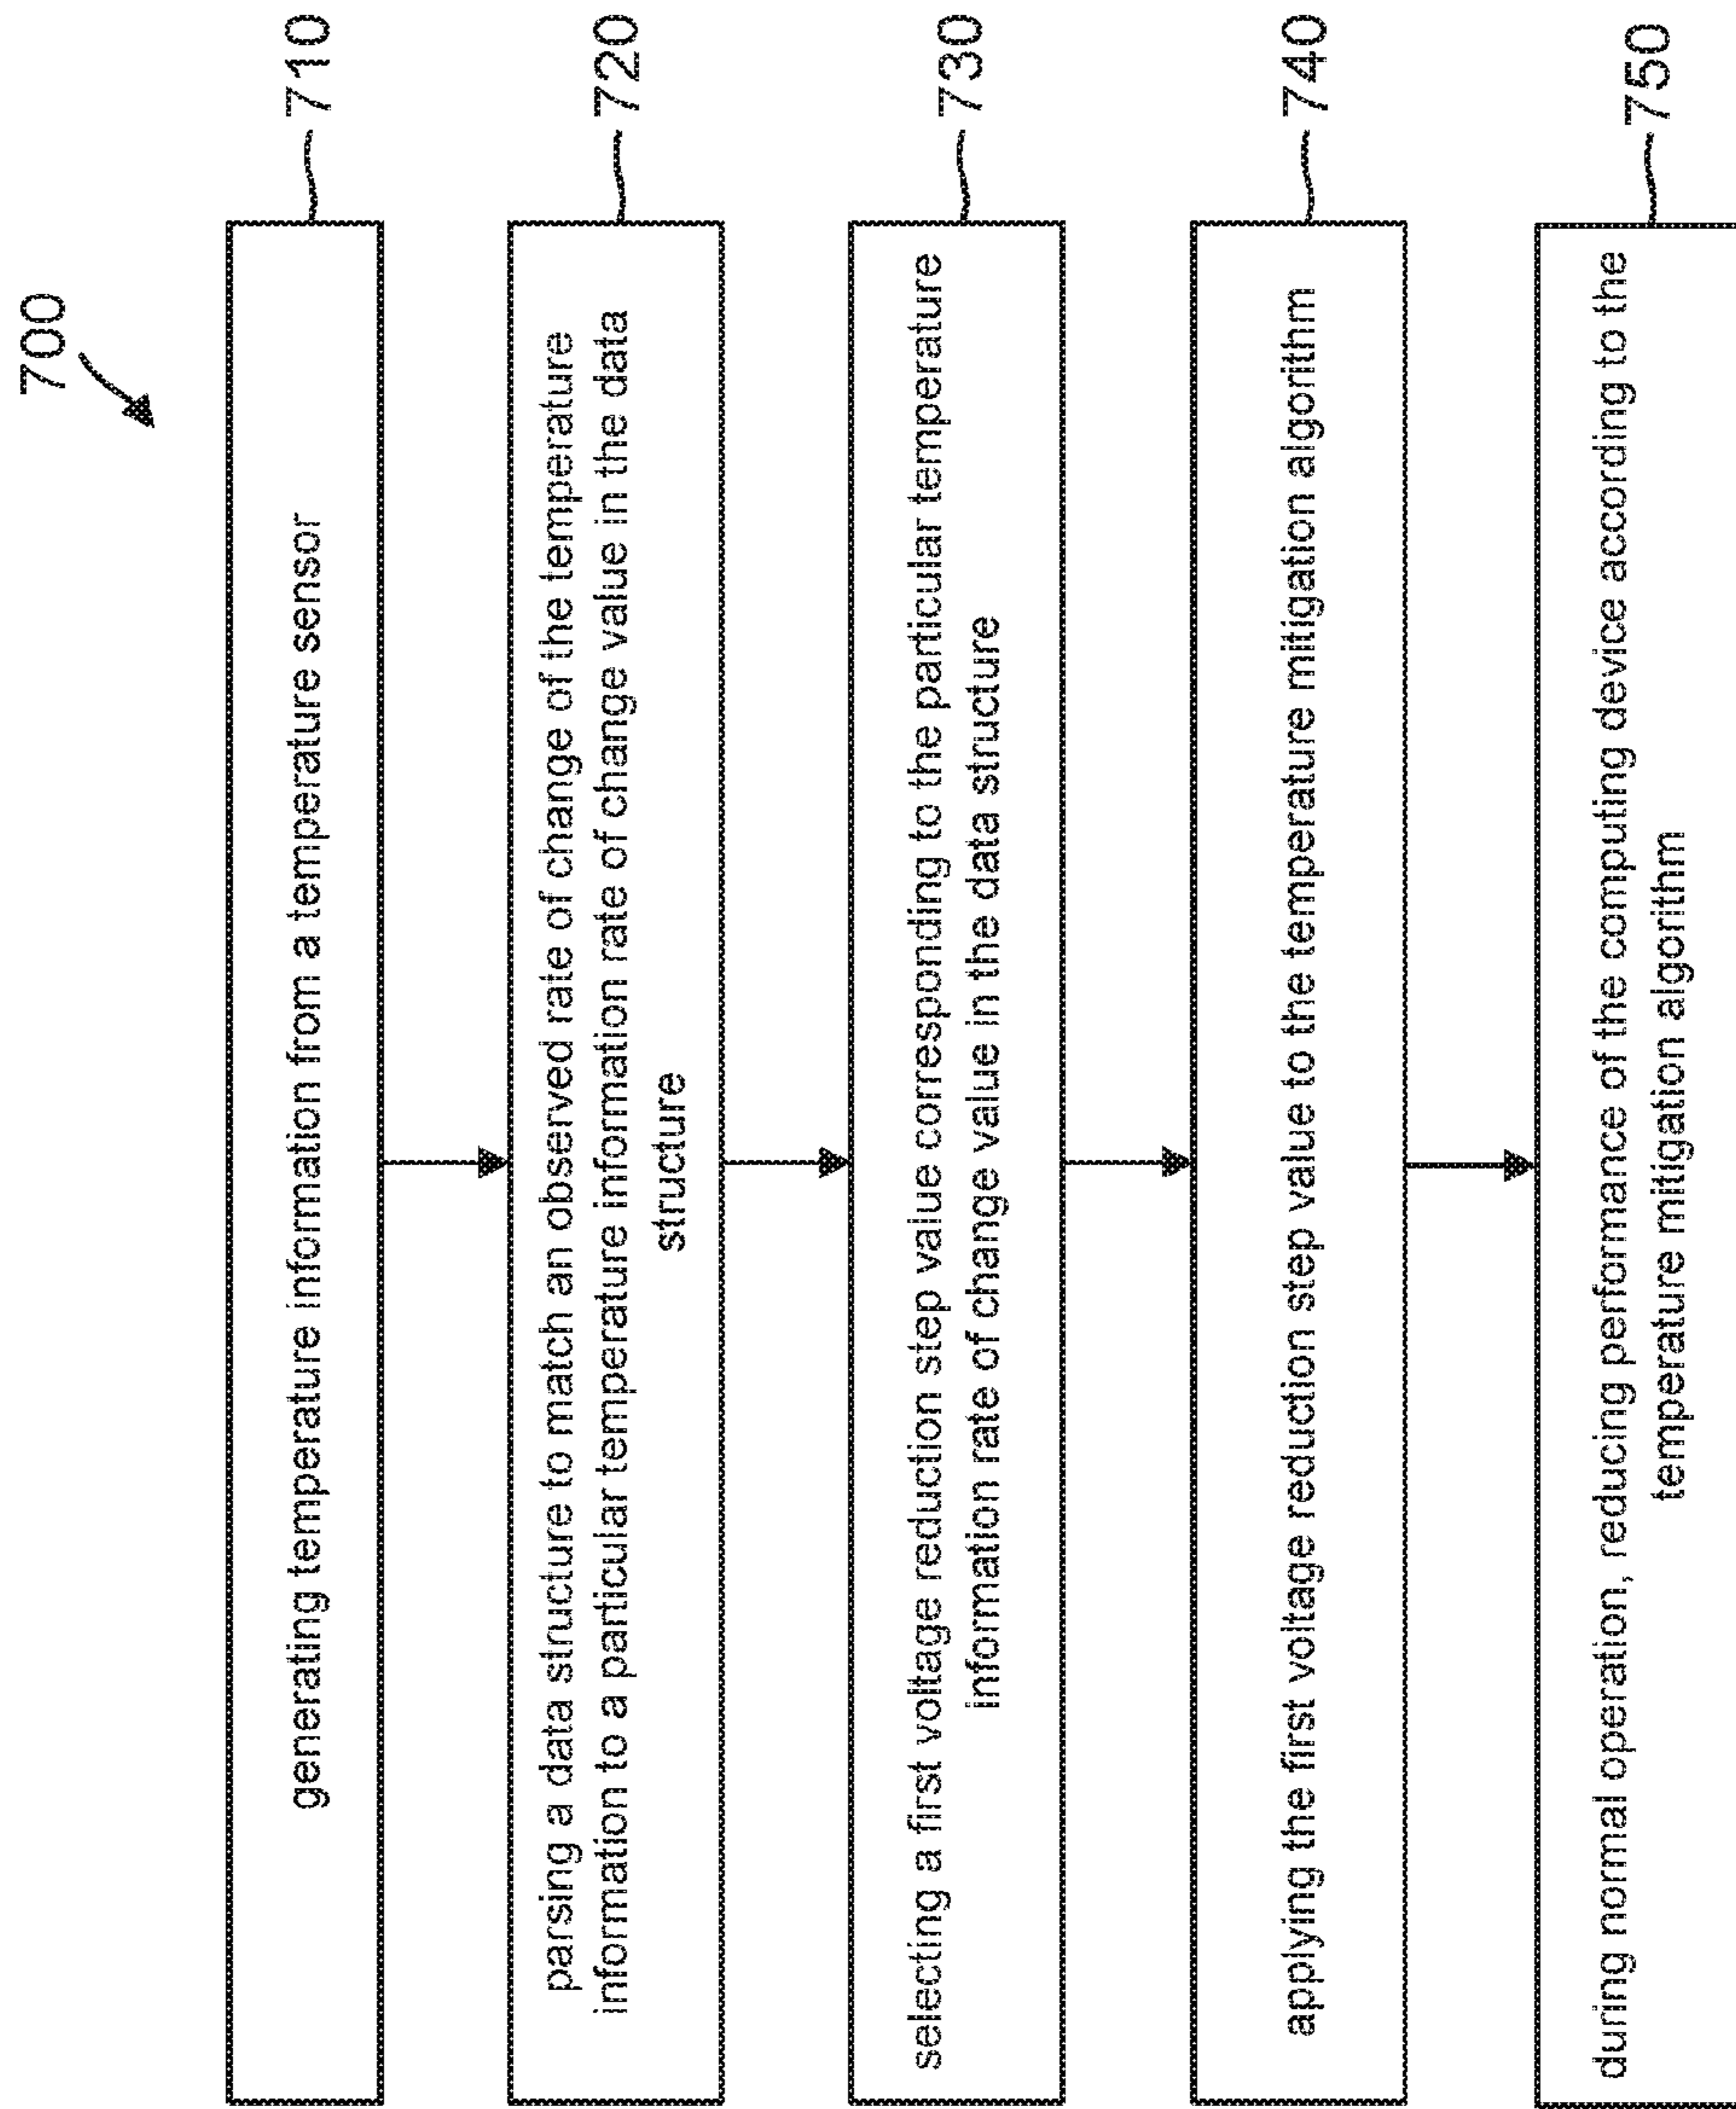 700
generating temperature information from a temperature sensor
710
parsing a data structure to match an observed rate of change of the temperature
information to a particular temperature information rate of change value in the data
structure
720
selecting a first voltage reduction step value corresponding to the particular temperature
information rate of change value in the data structure
730
applying the first voltage reduction step value to the temperature mitigation algorithm
740
during normal operation, reducing performance of the computing device according to the
temperature mitigation algorithm
750